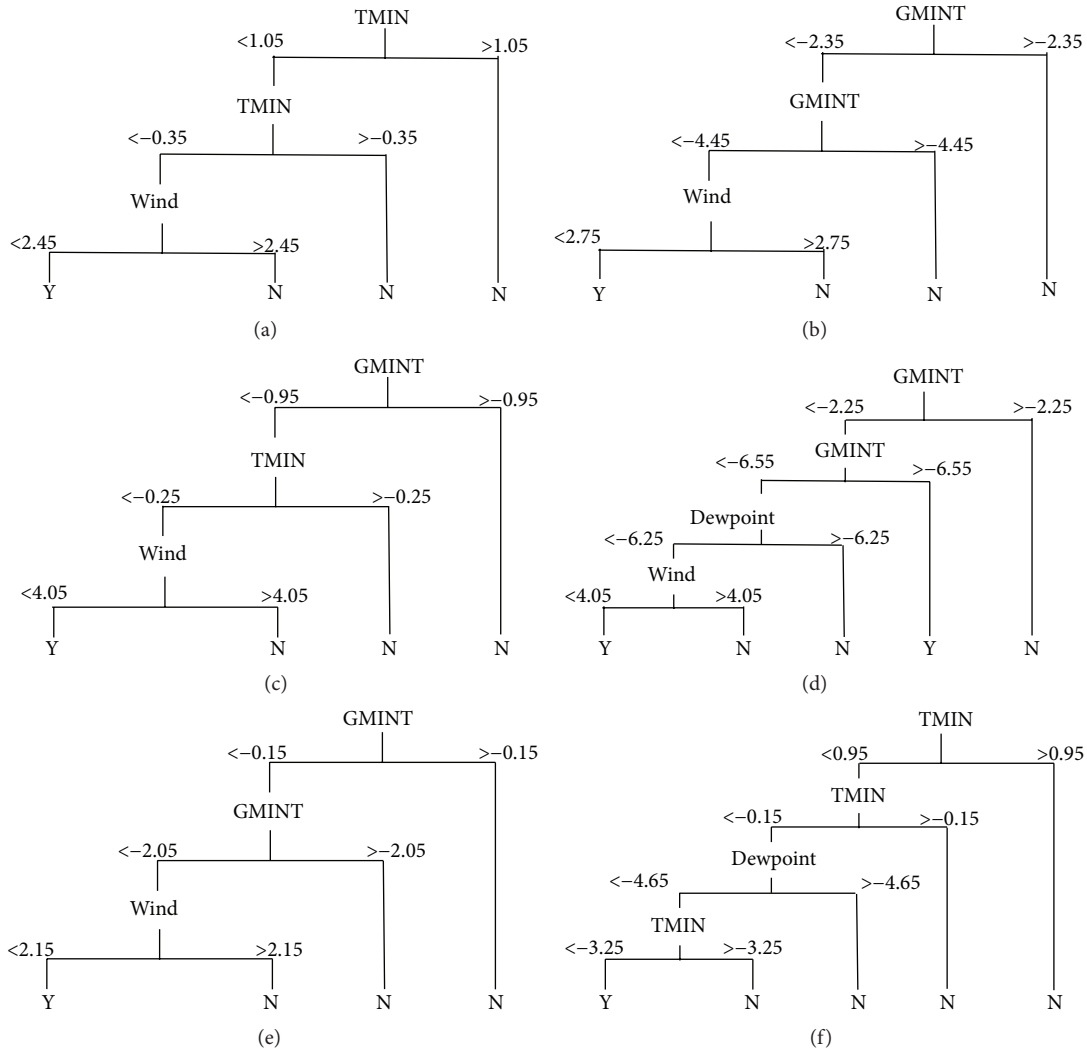 TMIN
<1.05 >1.05
TMIN
<−0.35 >−0.35
Wind
<2.45 >2.45
Y N N N
(a)
GMINT
<−2.35 >−2.35
GMINT
<−4.45 >−4.45
Wind
<2.75 >2.75
Y N N N
(b)
GMINT
<−0.95 >−0.95
TMIN
<−0.25 >−0.25
Wind
<4.05 >4.05
Y N N N
(c)
GMINT
<−2.25 >−2.25
GMINT
<−6.55 >−6.55
Dewpoint
<−6.25 >−6.25
Wind
<4.05 >4.05
Y N N Y N
(d)
GMINT
<−0.15 >−0.15
GMINT
<−2.05 >−2.05
Wind
<2.15 >2.15
Y N N N
(e)
TMIN
<0.95 >0.95
TMIN
<−0.15 >−0.15
Dewpoint
<−4.65 >−4.65
TMIN
<−3.25 >−3.25
Y N N N N
(f)